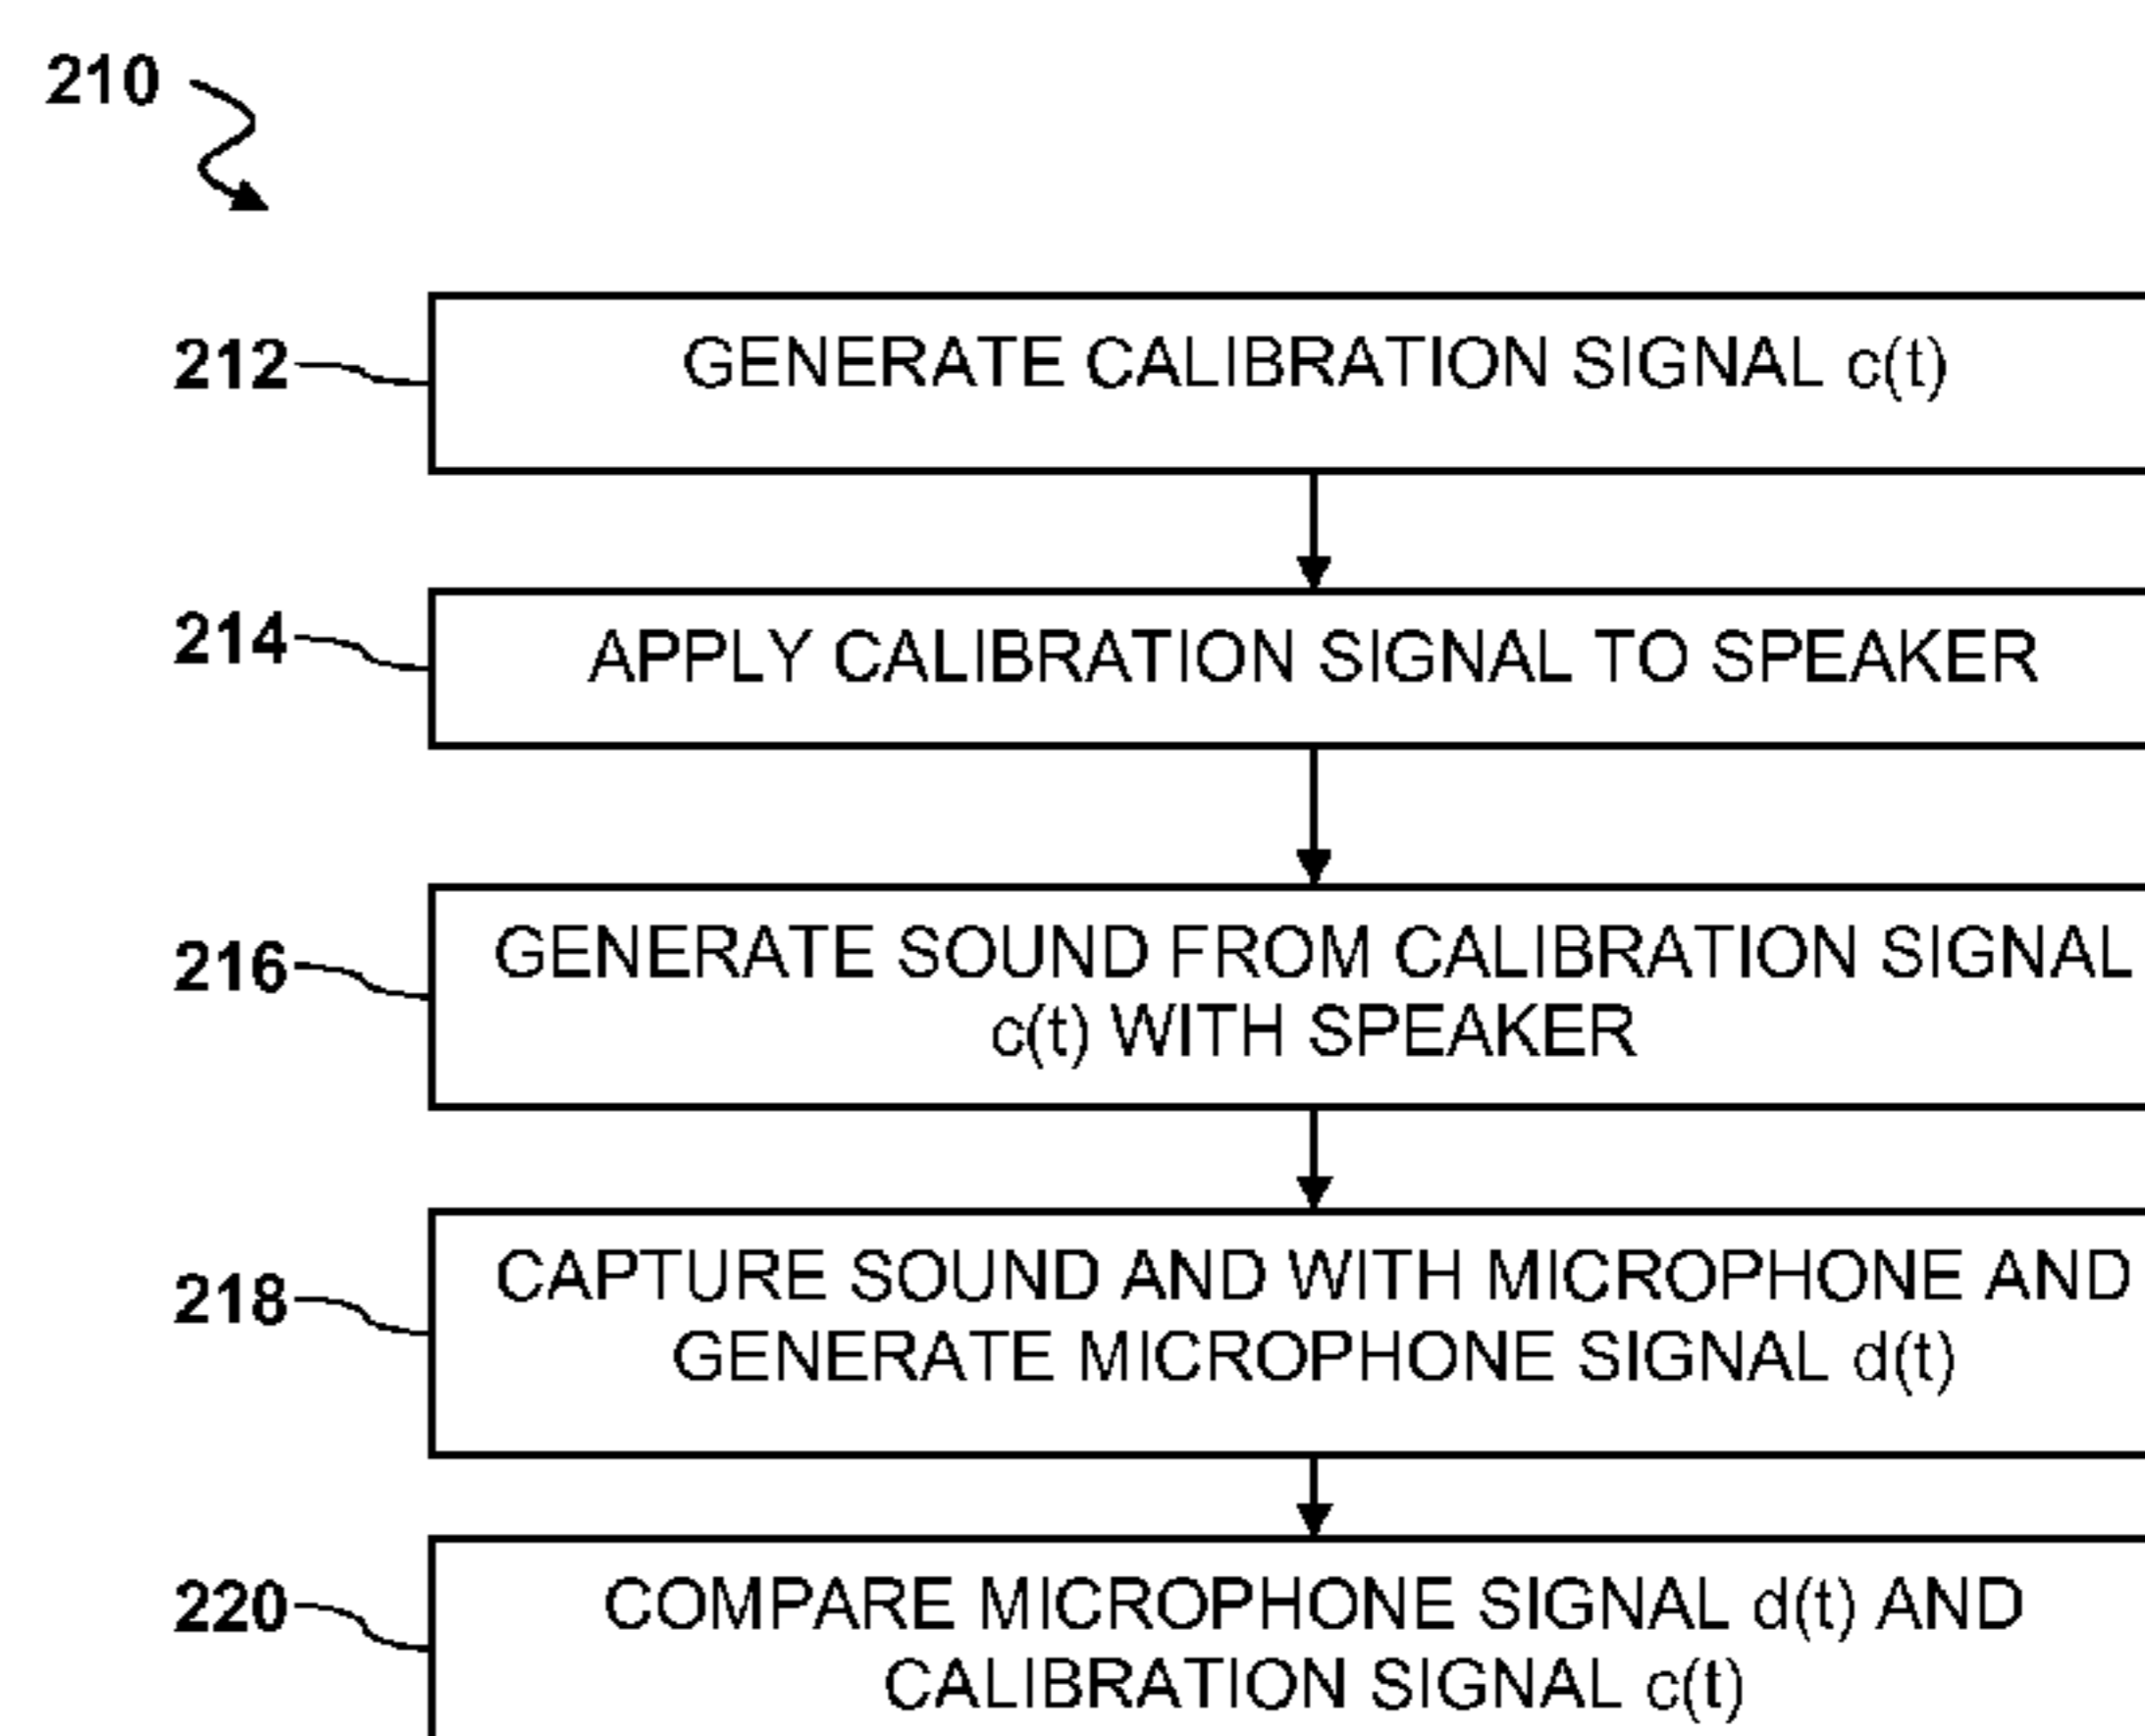 210
212
GENERATE CALIBRATION SIGNAL c(t)
214
APPLY CALIBRATION SIGNAL TO SPEAKER
216
GENERATE SOUND FROM CALIBRATION SIGNAL
c(t) WITH SPEAKER
218
CAPTURE SOUND AND WITH MICROPHONE AND
GENERATE MICROPHONE SIGNAL d(t)
220
COMPARE MICROPHONE SIGNAL d(t) AND
CALIBRATION SIGNAL c(t)